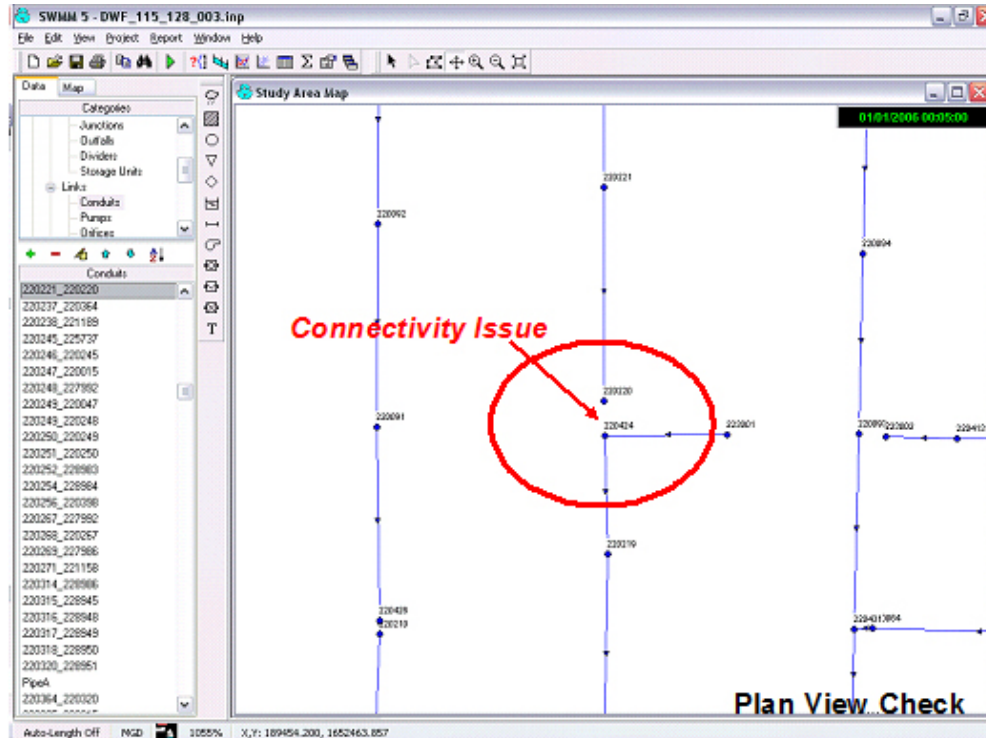 SWMM 5 - DWF_115_128_003.inp
File Edit View Project Report Window Help
Data Map
Categories
Junctions
Outfalls
Dividers
Storage Units
Links
Conduits
Pumps
Orifices
Conduits
220221_220220
220237_220364
220238_221189
220245_225737
220246_220245
220247_220015
220248_227992
220249_220047
220249_220248
220250_220249
220251_220250
220252_228983
220254_228984
220256_220398
220267_227992
220268_220267
220269_227986
220271_221158
220314_228986
220315_228945
220316_228948
220317_228949
220318_228950
220320_228951
PipeA
220364_220320
T
Study Area Map
01/01/2006 00:05:00
220221
220092
220094
Connectivity Issue
220220
220091
220424
223001
220219
Plan View Check
Auto-Length Off
1055%
X,Y: 189454.200, 1652463.857